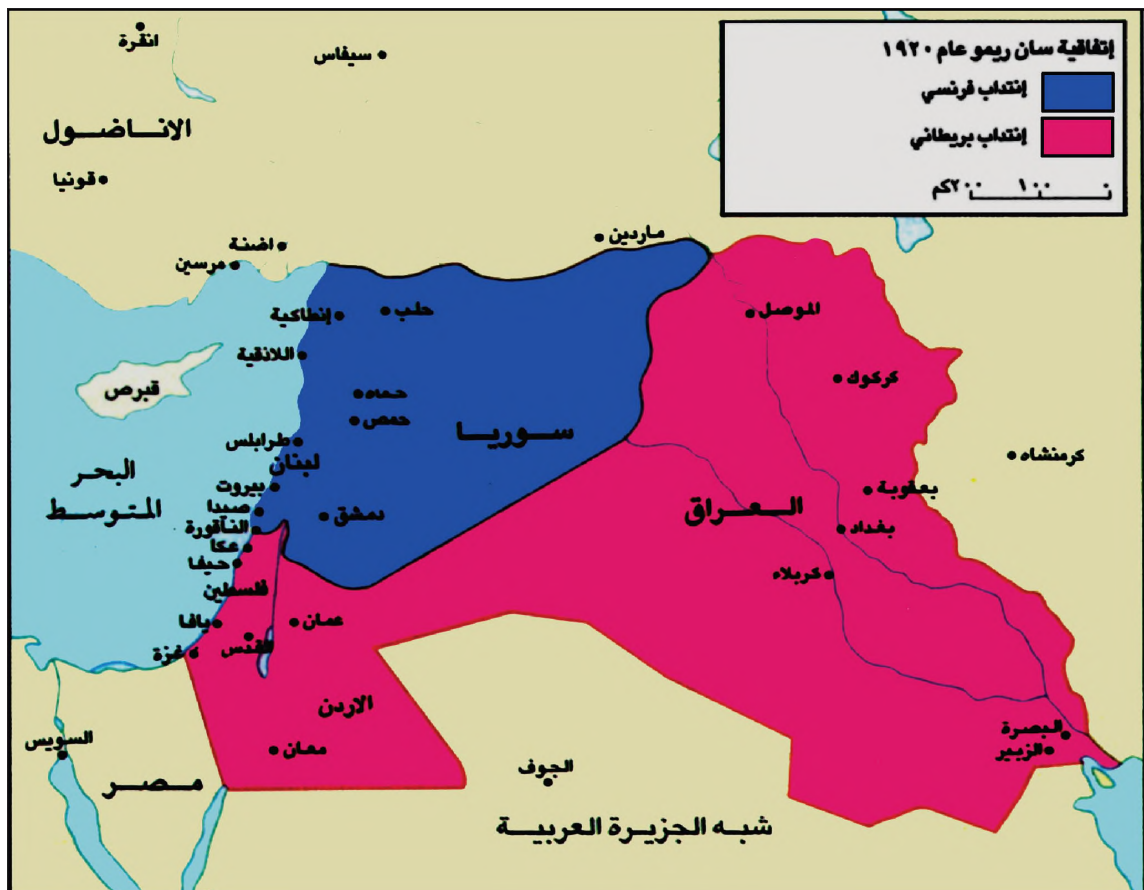 إتفاقية سان ريمو عام ١٩٢٠
إنتداب فرنسي
إنتداب بريطاني
٠ ١٠٠ ٢٠٠كم
انقرة
سيفاس
الاناضول
قونيا
ماردين
اضنة
مرسين
إنطاكية
حلب
الموصل
اللاذقية
قبرص
حماه
كركوك
حمص
سوريا
طرابلس
لبنان
كرمنشاه
البحر
المتوسط
بيروت
بعقوبة
صيدا
دمشق
العراق
الناقورة
بغداد
عكا
حيفا
كربلاء
فلسطين
يافا
عمان
القدس
غزة
الاردن
السويس
معان
البصرة
الزبير
الجوف
مصر
شبه الجزيرة العربية